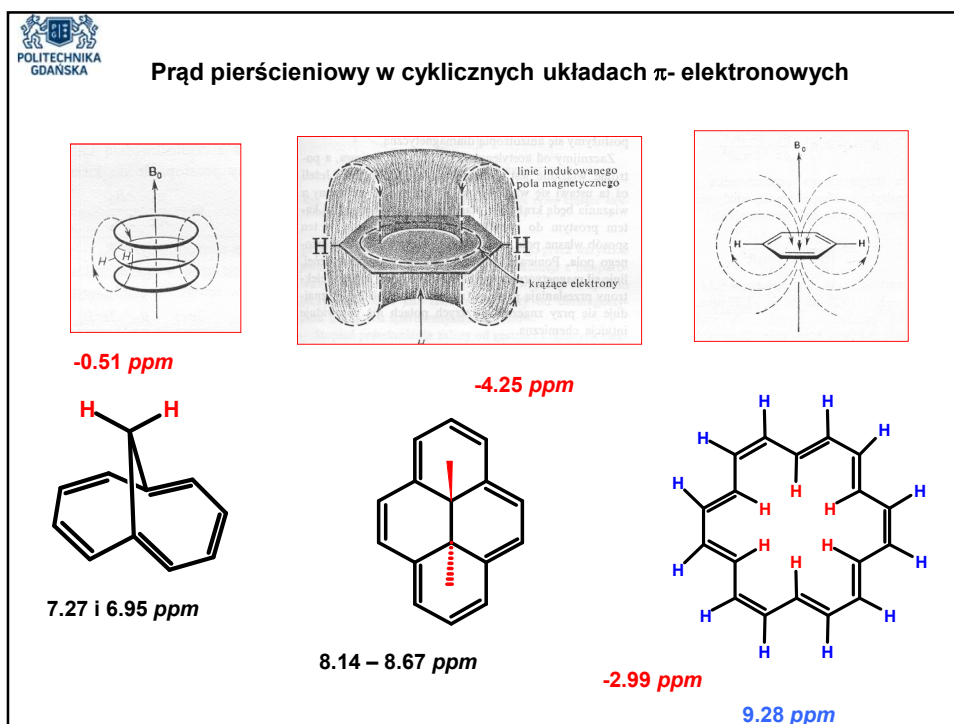 POLITECHNIKA
GDAŃSKA
Prąd pierścieniowy w cyklicznych układach π- elektronowych
B₀
H
H
linie indukowanego
pola magnetycznego
H
H
krążące elektrony
B₀
H
H
-0.51 ppm
-4.25 ppm
H H
7.27 i 6.95 ppm
8.14 – 8.67 ppm
H H
H H
H
H H
H H
H H
H
H H
H H
H H
-2.99 ppm
9.28 ppm